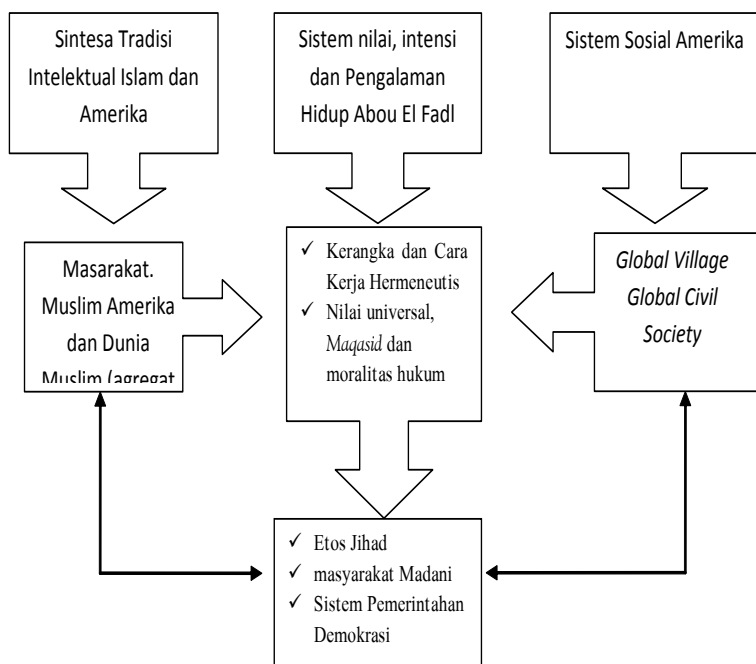 Sintesa Tradisi
Intelektual Islam dan
Amerika
Sistem nilai, intensi
dan Pengalaman
Hidup Abou El Fadl
Sistem Sosial Amerika
Masarakat.
Muslim Amerika
dan Dunia
Muslim (agregat
✓ Kerangka dan Cara
Kerja Hermeneutis
✓ Nilai universal,
Maqasid dan
moralitas hukum
Global Village
Global Civil
Society
✓ Etos Jihad
✓ masyarakat Madani
✓ Sistem Pemerintahan
Demokrasi